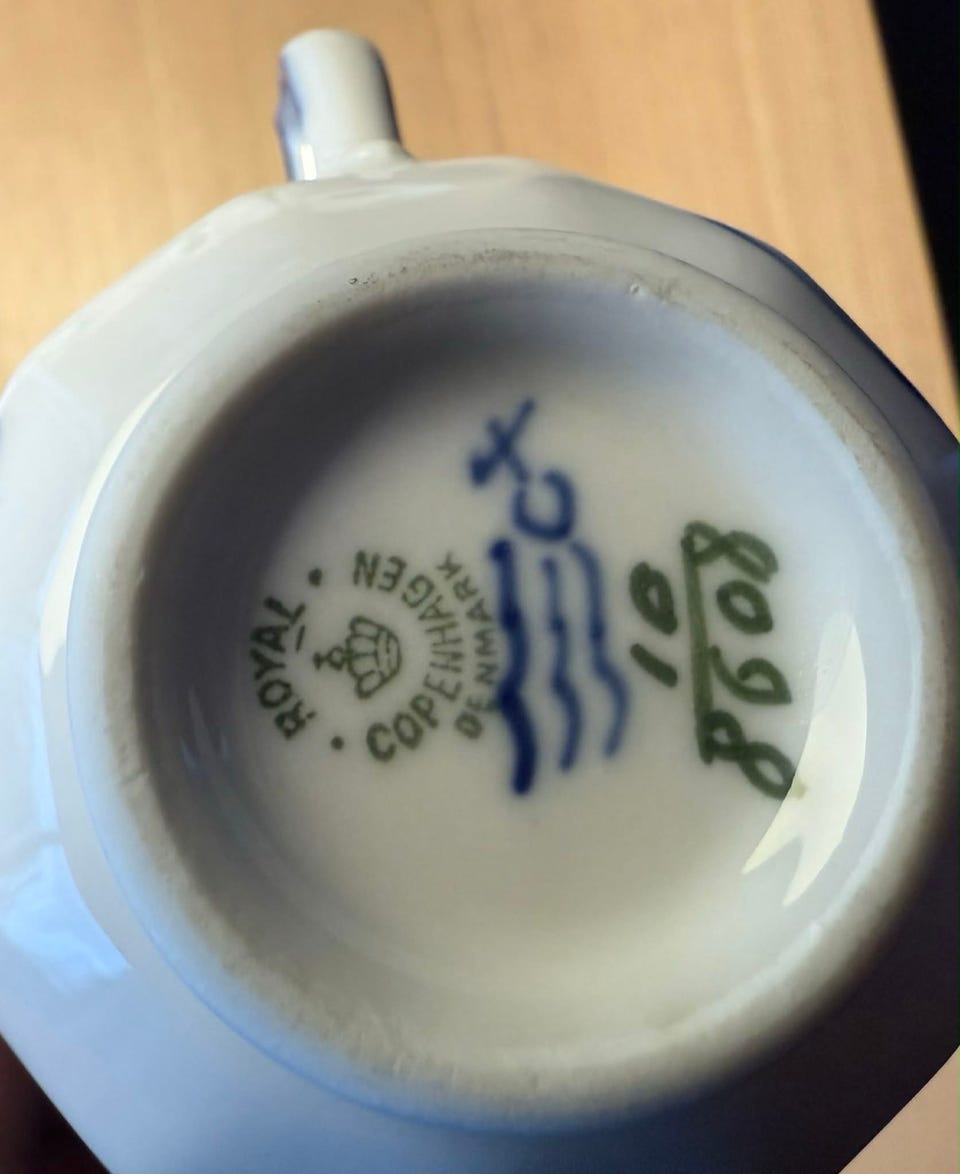 ROYAL
COPENHAGEN
DENMARK
10
8608